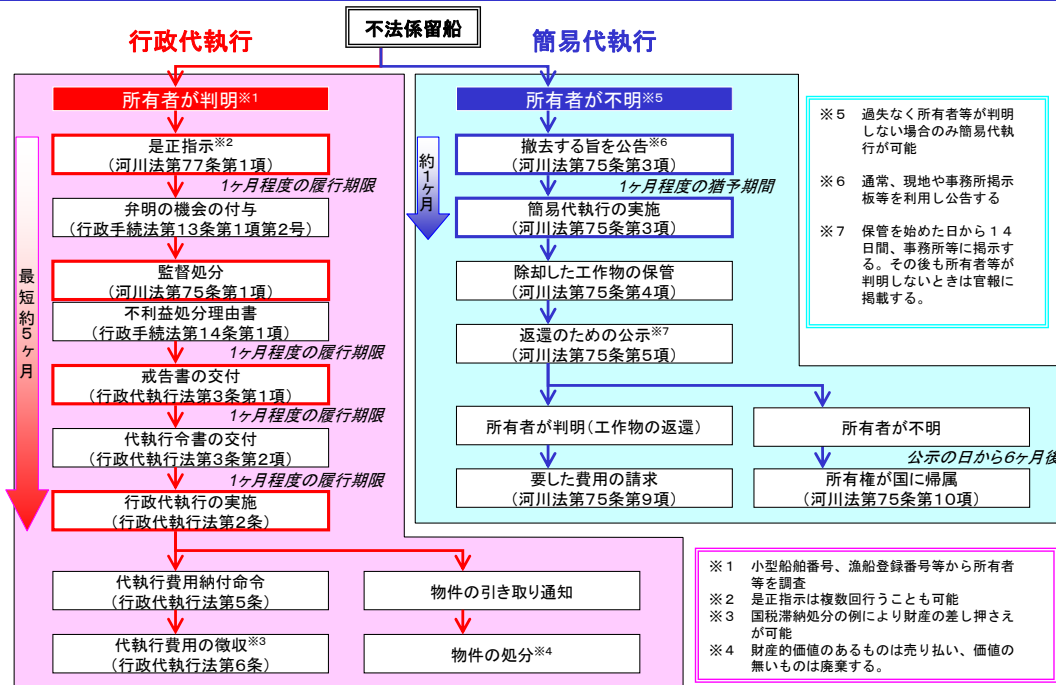 不法係留船
行政代執行
所有者が判明※1
是正指示※2
(河川法第77条第1項)
1ヶ月程度の履行期限
弁明の機会の付与
(行政手続法第13条第1項第2号)
監督処分
(河川法第75条第1項)
不利益処分理由書
(行政手続法第14条第1項)
1ヶ月程度の履行期限
戒告書の交付
(行政代執行法第3条第1項)
1ヶ月程度の履行期限
代執行令書の交付
(行政代執行法第3条第2項)
1ヶ月程度の履行期限
行政代執行の実施
(行政代執行法第2条)
最短約5ヶ月
代執行費用納付命令
(行政代執行法第5条)
代執行費用の徴収※3
(行政代執行法第6条)
物件の引き取り通知
物件の処分※4
簡易代執行
所有者が不明※5
撤去する旨を公告※6
(河川法第75条第3項)
1ヶ月程度の猶予期間
約1ヶ月
簡易代執行の実施
(河川法第75条第3項)
除却した工作物の保管
(河川法第75条第4項)
返還のための公示※7
(河川法第75条第5項)
所有者が判明(工作物の返還)
要した費用の請求
(河川法第75条第9項)
所有者が不明
公示の日から6ヶ月後
所有権が国に帰属
(河川法第75条第10項)
※5 過失なく所有者等が判明
しない場合のみ簡易代執
行が可能
※6 通常、現地や事務所掲示
板等を利用し公告する
※7 保管を始めた日から14
日間、事務所等に掲示す
る。その後も所有者等が
判明しないときは官報に
掲載する。
※1 小型船舶番号、漁船登録番号等から所有者
等を調査
※2 是正指示は複数回行うことも可能
※3 国税滞納処分の例により財産の差し押さえ
が可能
※4 財産的価値のあるものは売り払い、価値の
無いものは廃棄する。